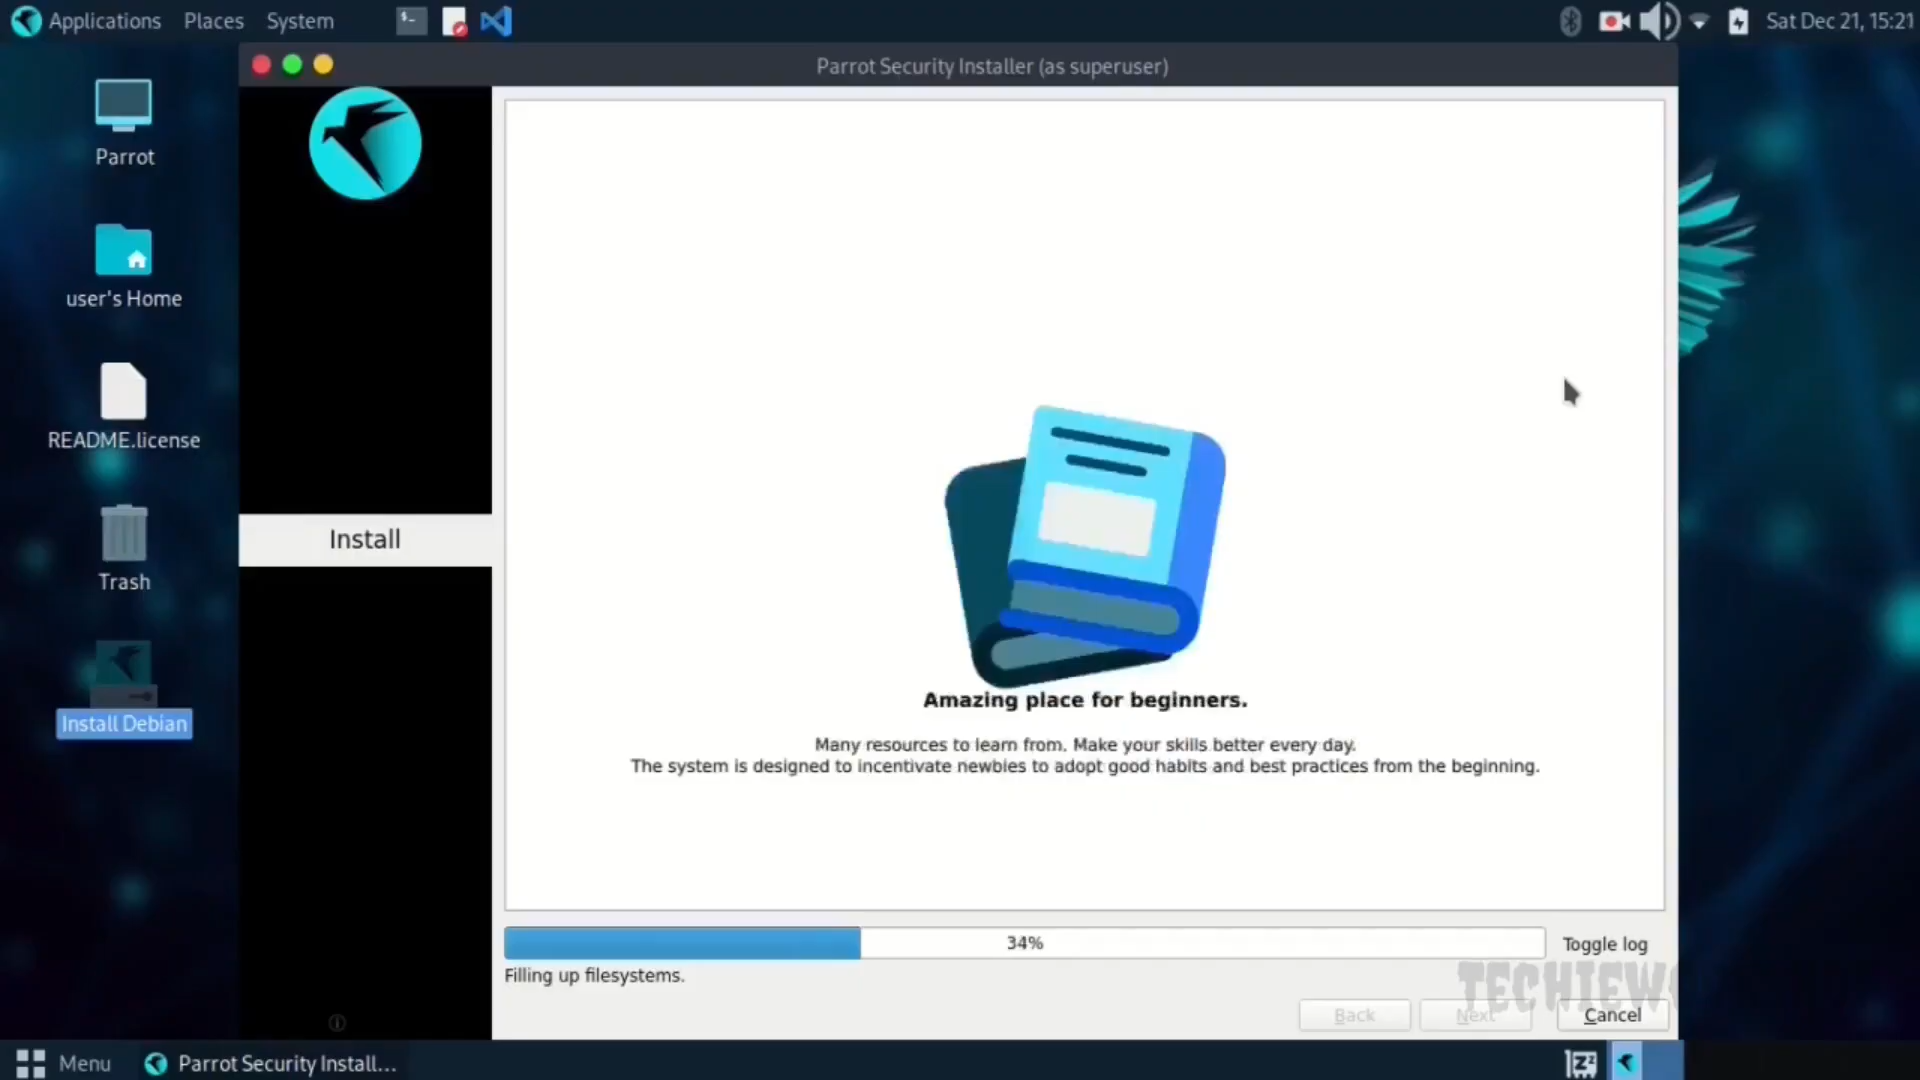 Applications Places System
Sat Dec 21, 15:21
Parrot Security Installer (as superuser)
Parrot
user's Home
README.license
Trash
Install Debian
Install
Amazing place for beginners.
Many resources to learn from. Make your skills better every day.
The system is designed to incentivate newbies to adopt good habits and best practices from the beginning.
34%
Toggle log
Filling up filesystems.
TECHIEW
Back
Next
Cancel
Menu
Parrot Security Install...